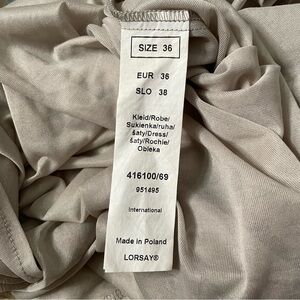 SIZE 36
EUR 36
SLO 38
Kleid/Robe/
Sukienka/ruha/
šaty/Dress/
šaty/Rochie/
Obleka
416100/69
951495
International
Made in Poland
LORSAY®